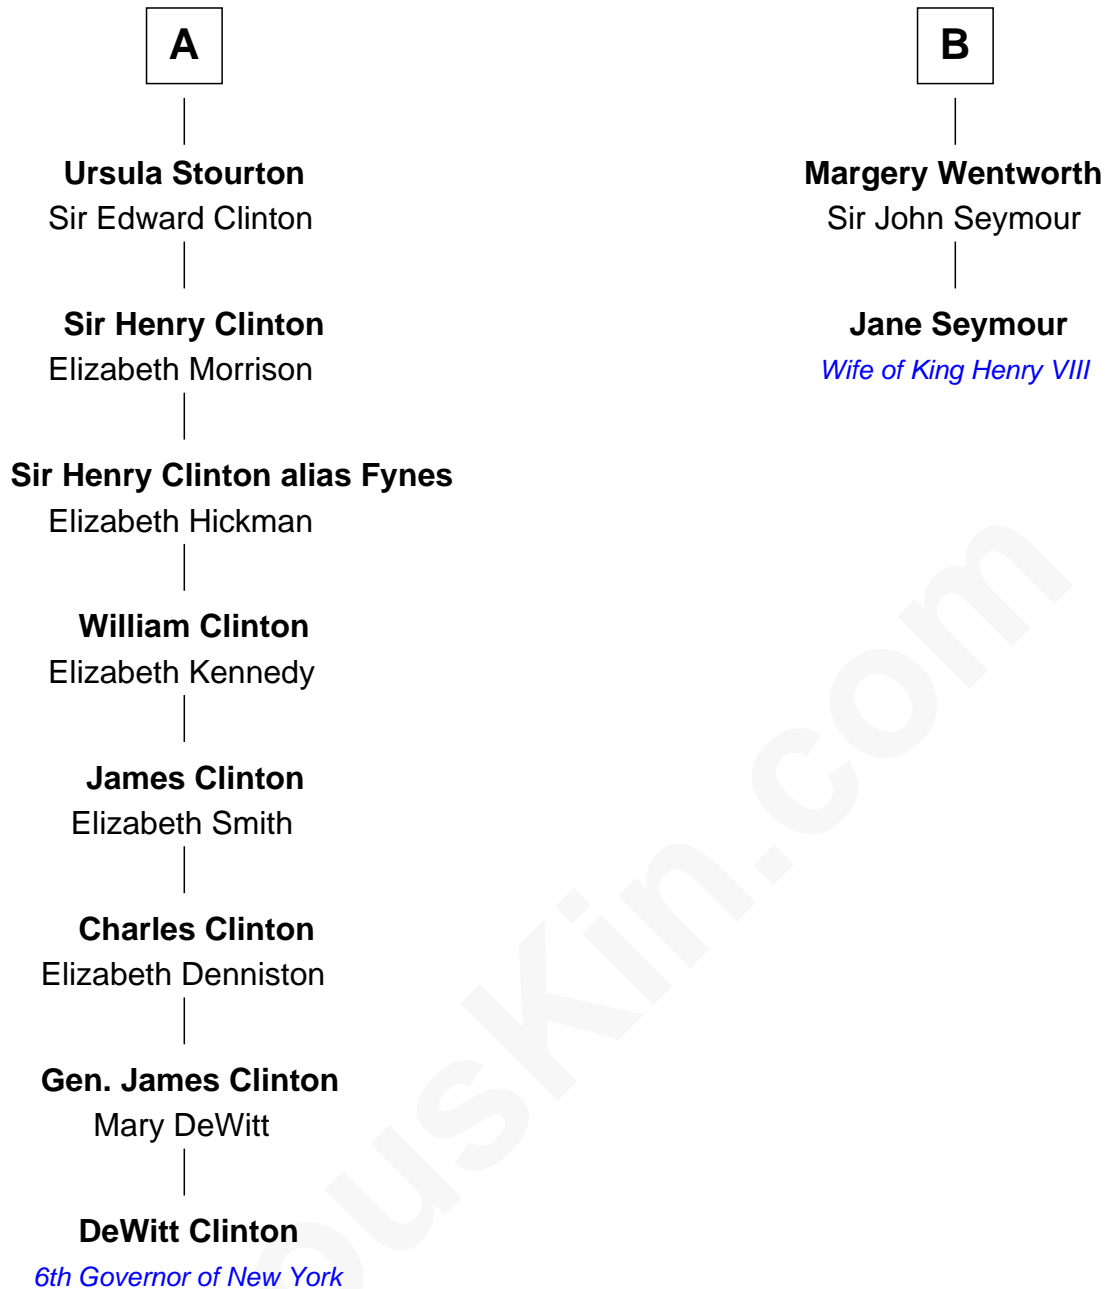 A
Ursula Stourton
Sir Edward Clinton
Sir Henry Clinton
Elizabeth Morrison
Sir Henry Clinton alias Fynes
Elizabeth Hickman
William Clinton
Elizabeth Kennedy
James Clinton
Elizabeth Smith
Charles Clinton
Elizabeth Denniston
Gen. James Clinton
Mary DeWitt
DeWitt Clinton
6th Governor of New York
B
Margery Wentworth
Sir John Seymour
Jane Seymour
Wife of King Henry VIII
ousKin.com